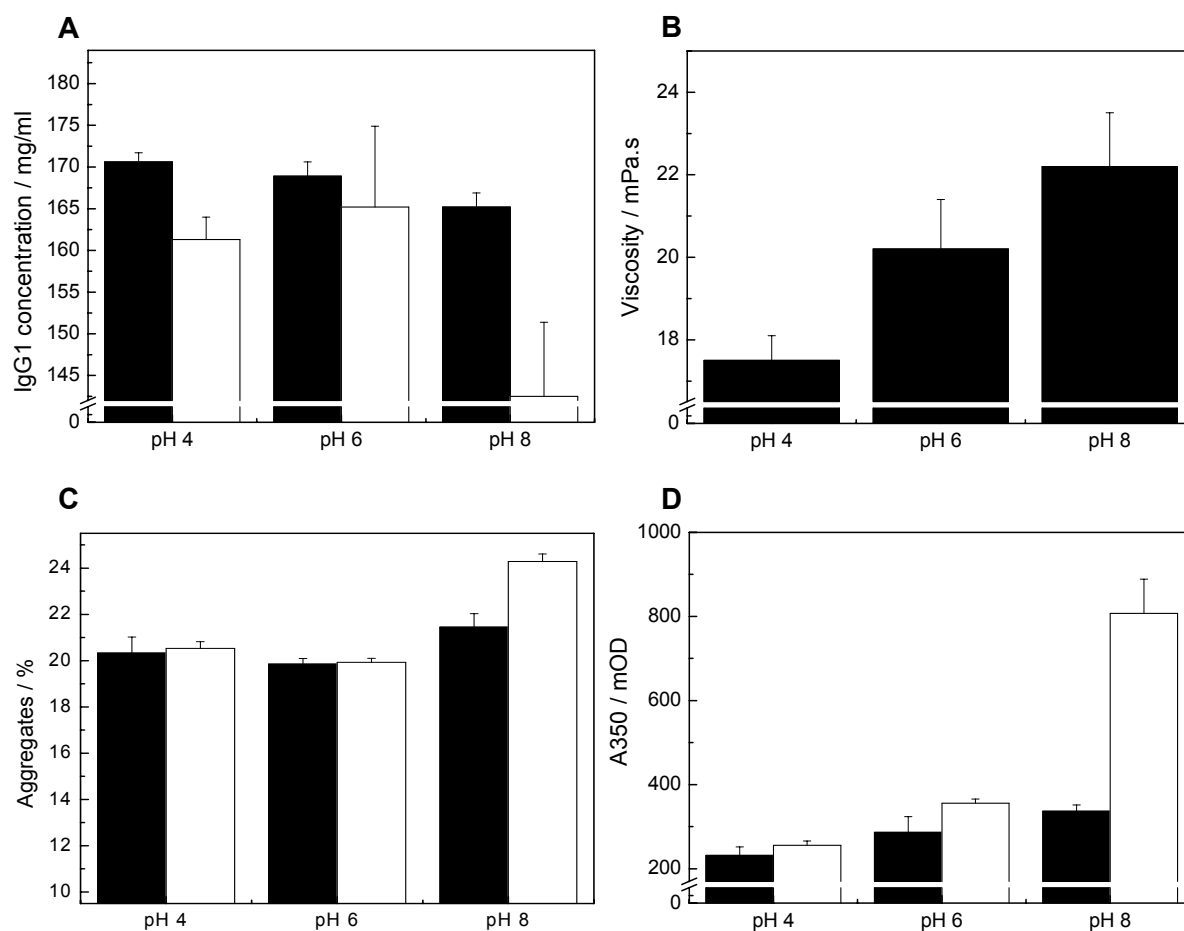 A
IgG1 concentration / mg/ml
180
175
170
165
160
155
150
145
0
pH 4 pH 6 pH 8
B
Viscosity / mPa.s
24
22
20
18
0
pH 4 pH 6 pH 8
C
Aggregates / %
24
22
20
18
16
14
12
10
pH 4 pH 6 pH 8
D
A350 / mOD
1000
800
600
400
200
0
pH 4 pH 6 pH 8